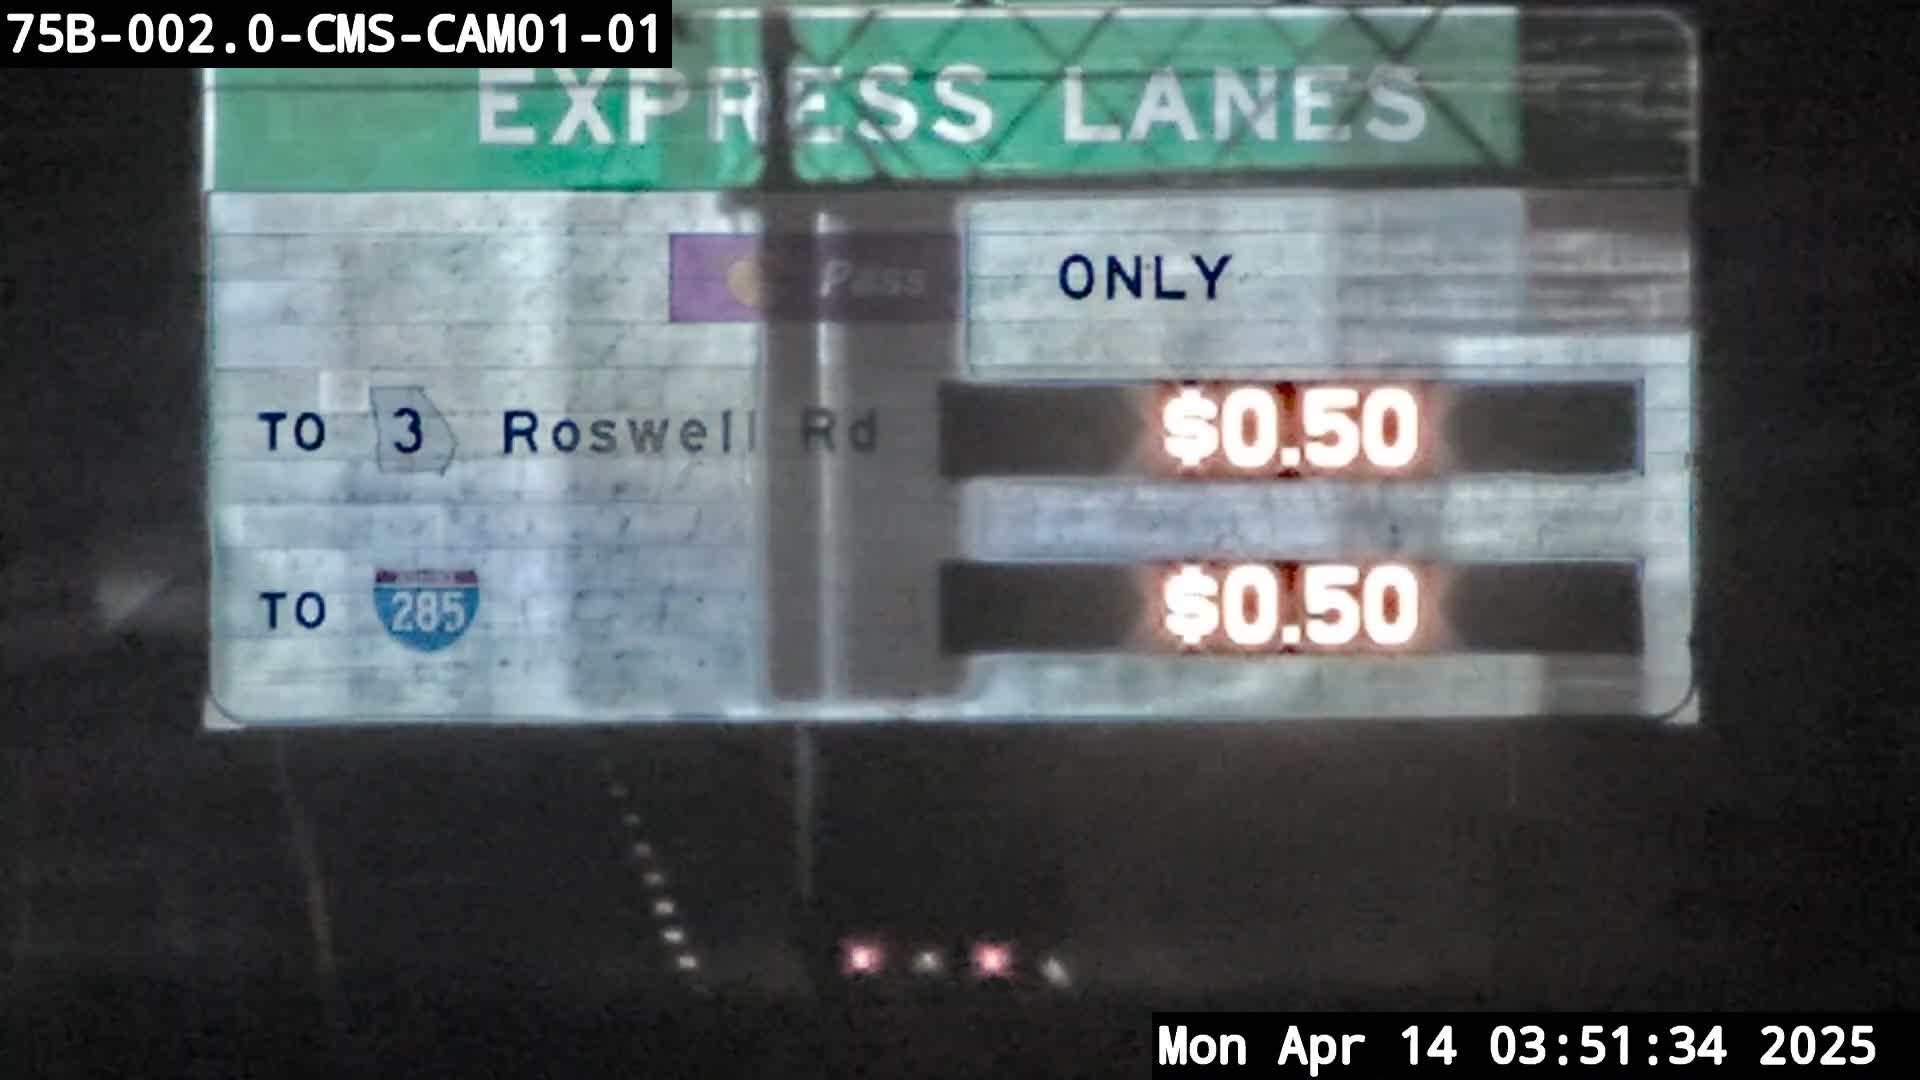 75B-002.0-CMS-CAM01-01
EXPRESS LANES
Pass ONLY
TO 3 Roswell Rd $0.50
TO 285 $0.50
Mon Apr 14 03:51:34 2025